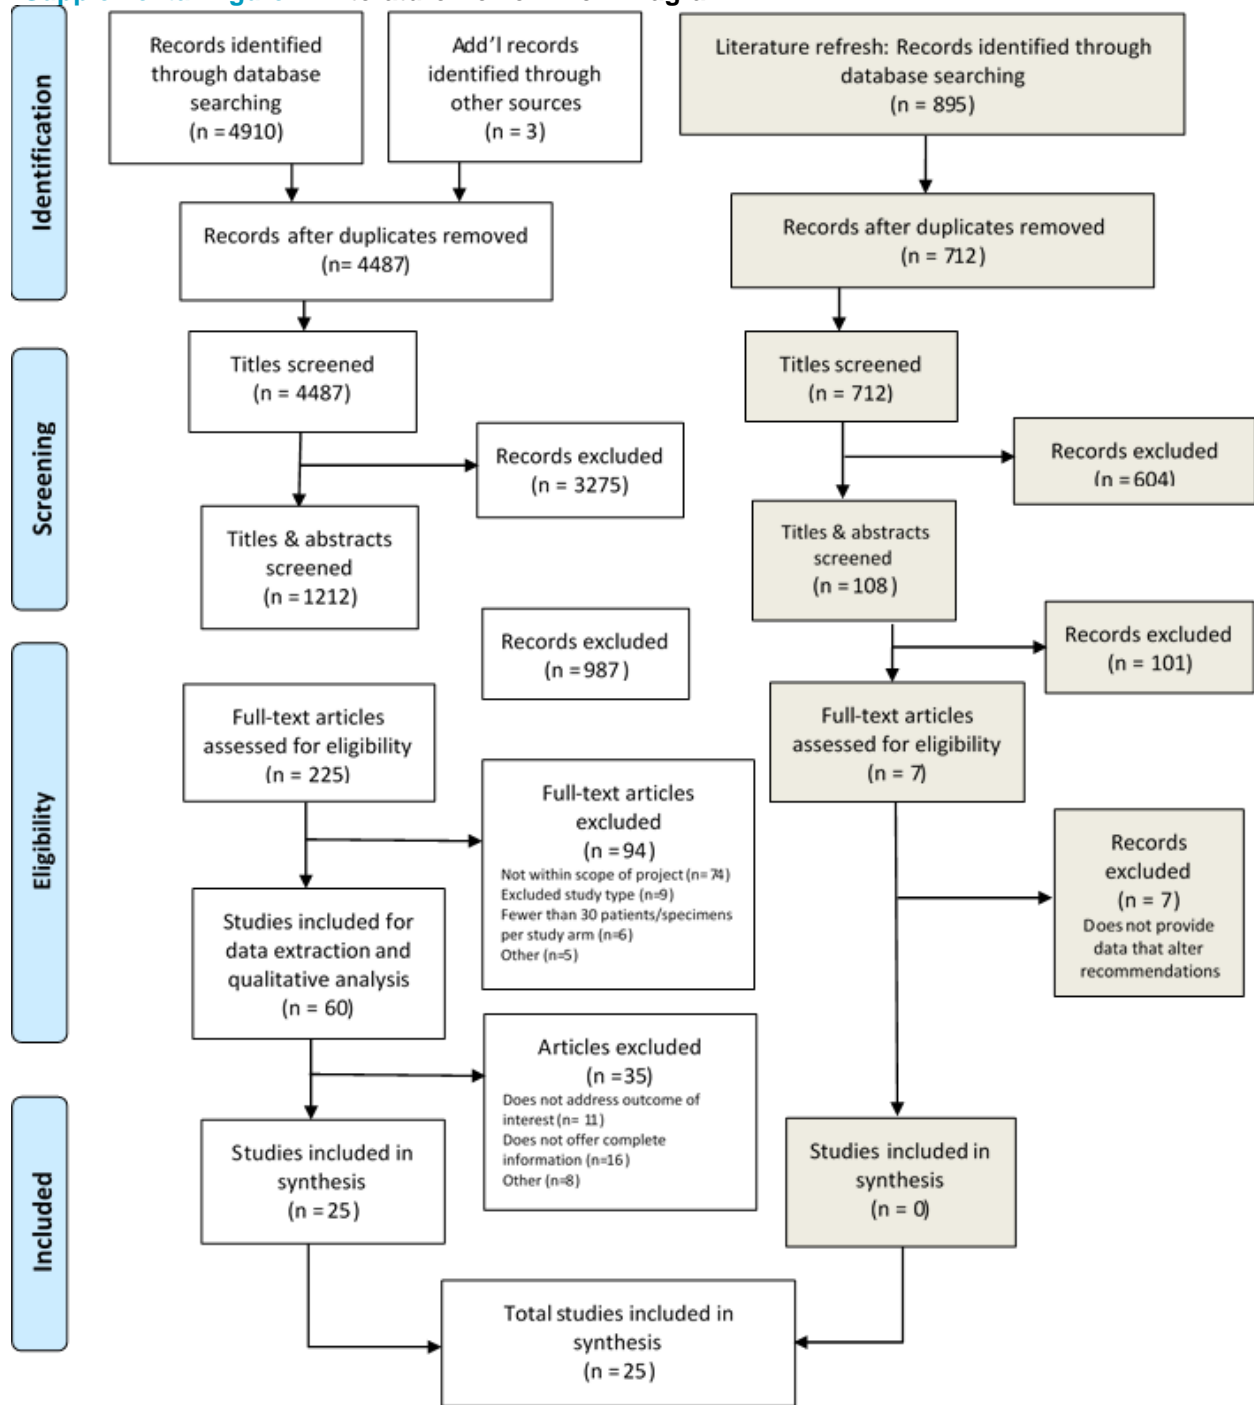 Identification
Records identified
through database
searching
(n = 4910)
Add'l records
identified through
other sources
(n = 3)
Records after duplicates removed
(n= 4487)
Literature refresh: Records identified through
database searching
(n = 895)
Records after duplicates removed
(n = 712)
Screening
Titles screened
(n = 4487)
Records excluded
(n = 3275)
Titles & abstracts
screened
(n = 1212)
Records excluded
(n = 987)
Titles screened
(n = 712)
Records excluded
(n = 604)
Titles & abstracts
screened
(n = 108)
Records excluded
(n = 101)
Eligibility
Full-text articles
assessed for eligibility
(n = 225)
Full-text articles
excluded
(n = 94)
Not within scope of project (n=74)
Excluded study type (n=9)
Fewer than 30 patients/specimens
per study arm (n=6)
Other (n=5)
Studies included for
data extraction and
qualitative analysis
(n = 60)
Articles excluded
(n =35)
Does not address outcome of
interest (n= 11)
Does not offer complete
information (n=16)
Other (n=8)
Full-text articles
assessed for eligibility
(n = 7)
Records
excluded
(n = 7)
Does not provide
data that alter
recommendations
Included
Studies included in
synthesis
(n = 25)
Studies included in
synthesis
(n = 0)
Total studies included in
synthesis
(n = 25)